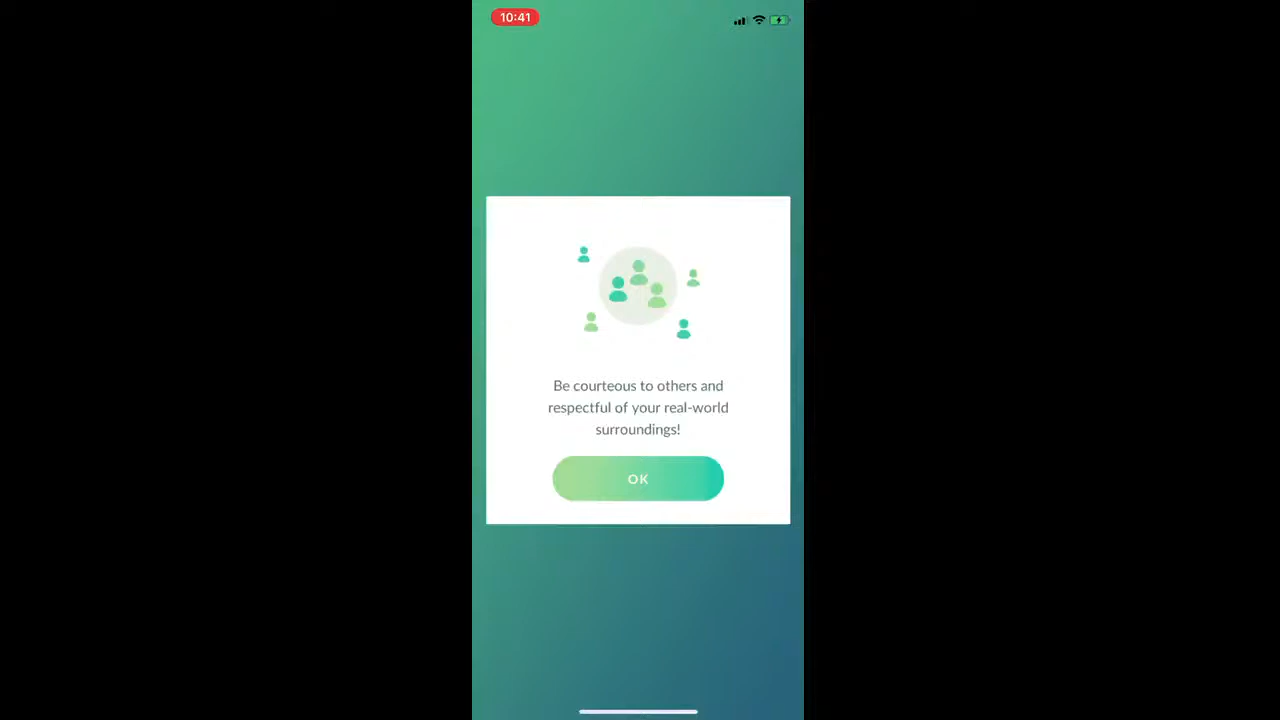 10:41
Be courteous to others and
respectful of your real-world
surroundings!
OK